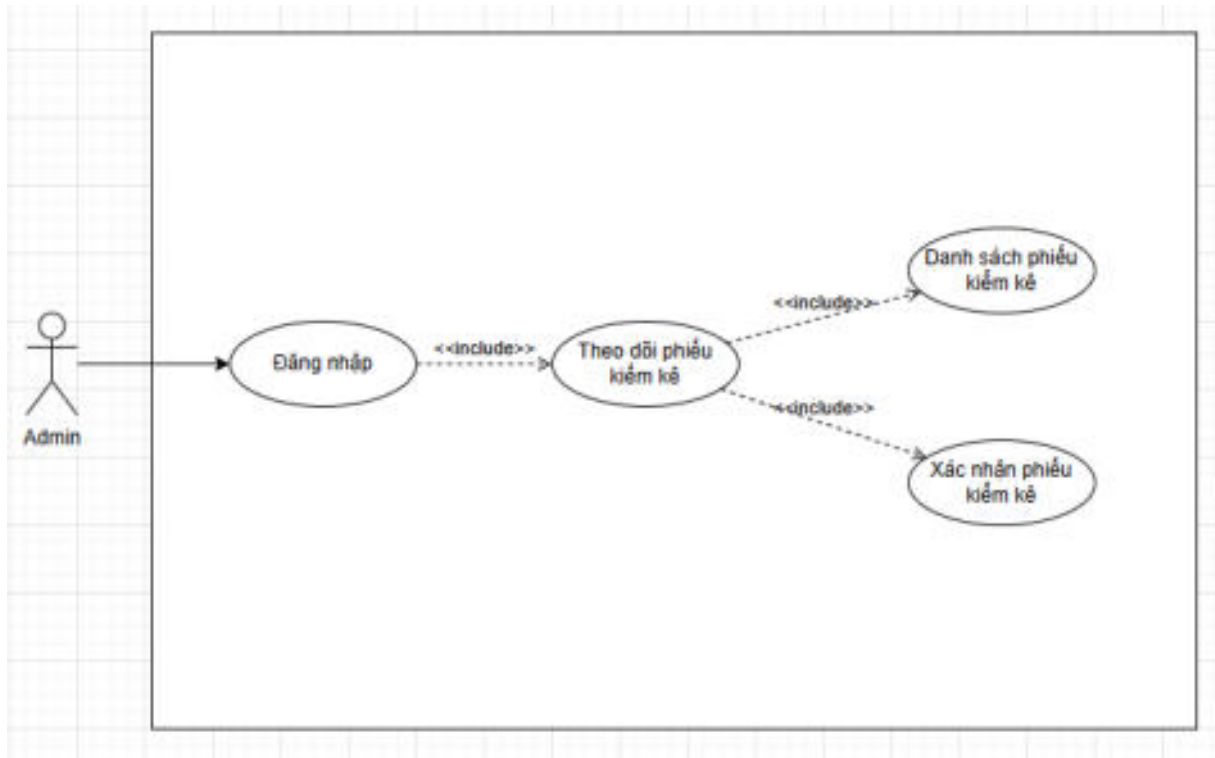 Danh sách phiếu
kiểm kê
<<include>>
<<include>>
Đăng nhập
Theo dõi phiếu
kiểm kê
<<include>>
Admin
Xác nhận phiếu
kiểm kê